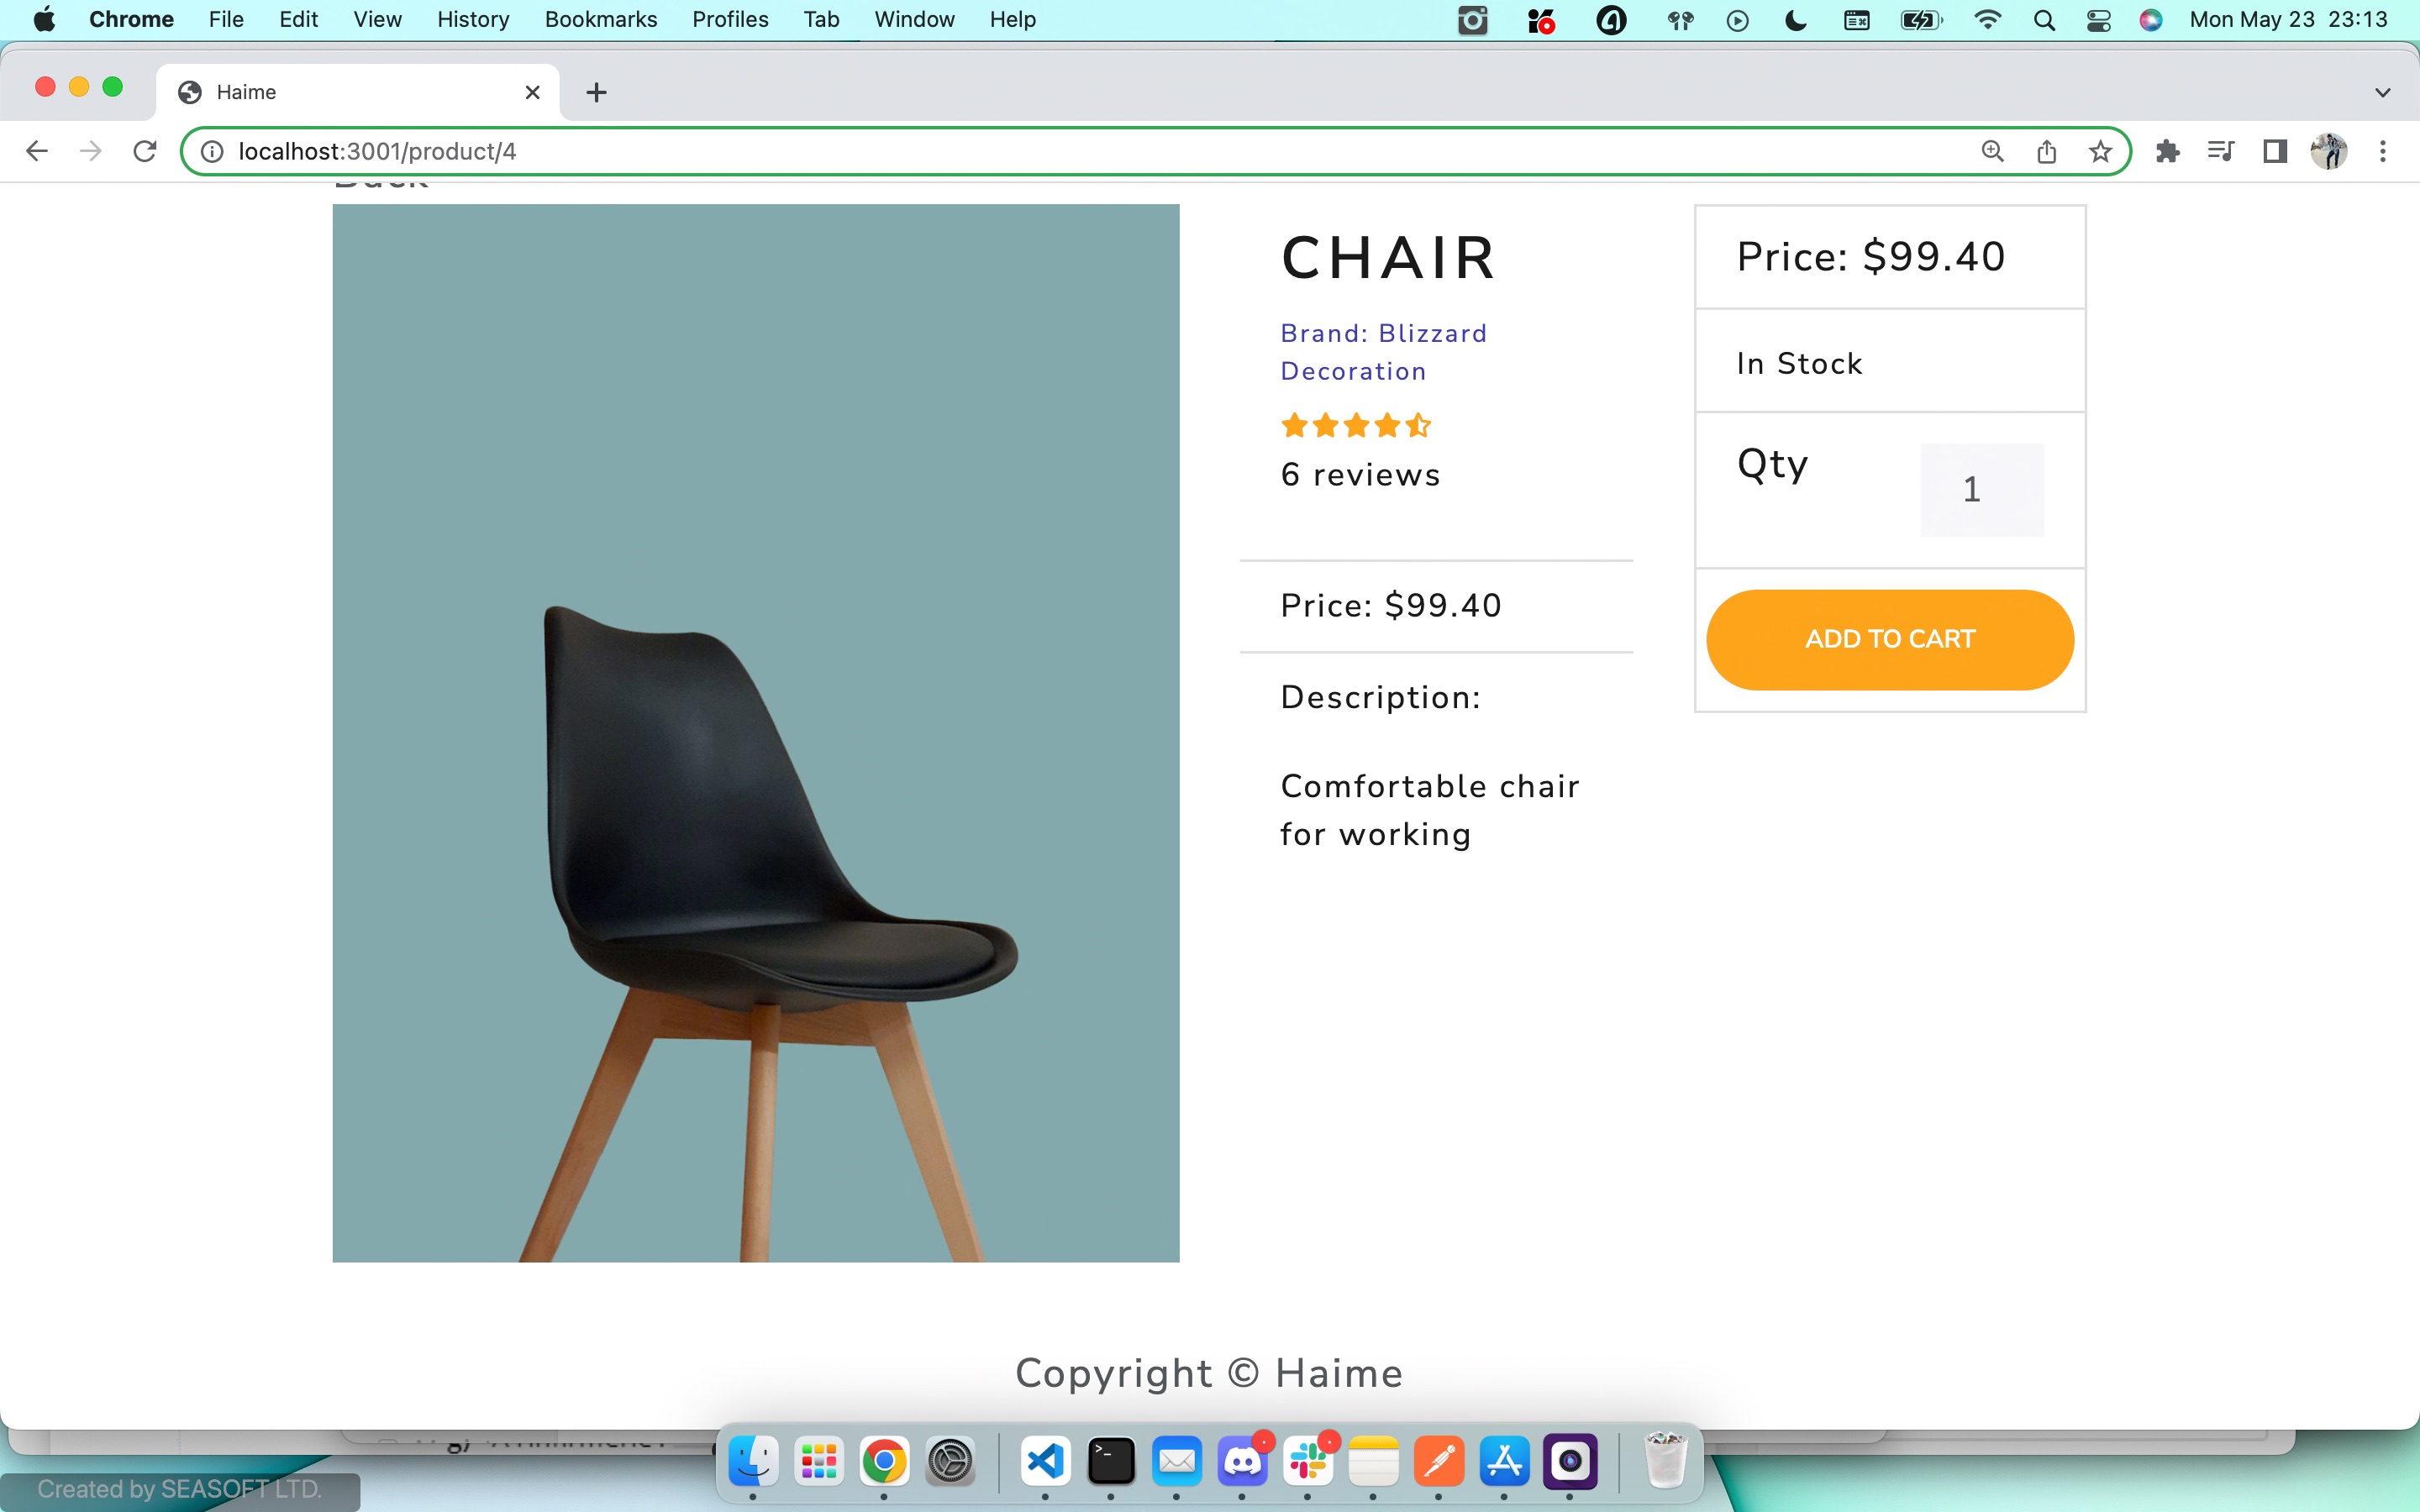 Chrome File Edit View History Bookmarks Profiles Tab Window Help Mon May 23 23:13
Haime
localhost:3001/product/4
CHAIR
Brand: Blizzard
Decoration
6 reviews
Price: $99.40
Description:
Comfortable chair
for working
Price: $99.40
In Stock
Qty 1
ADD TO CART
Copyright © Haime
Created by SEASOFT LTD.